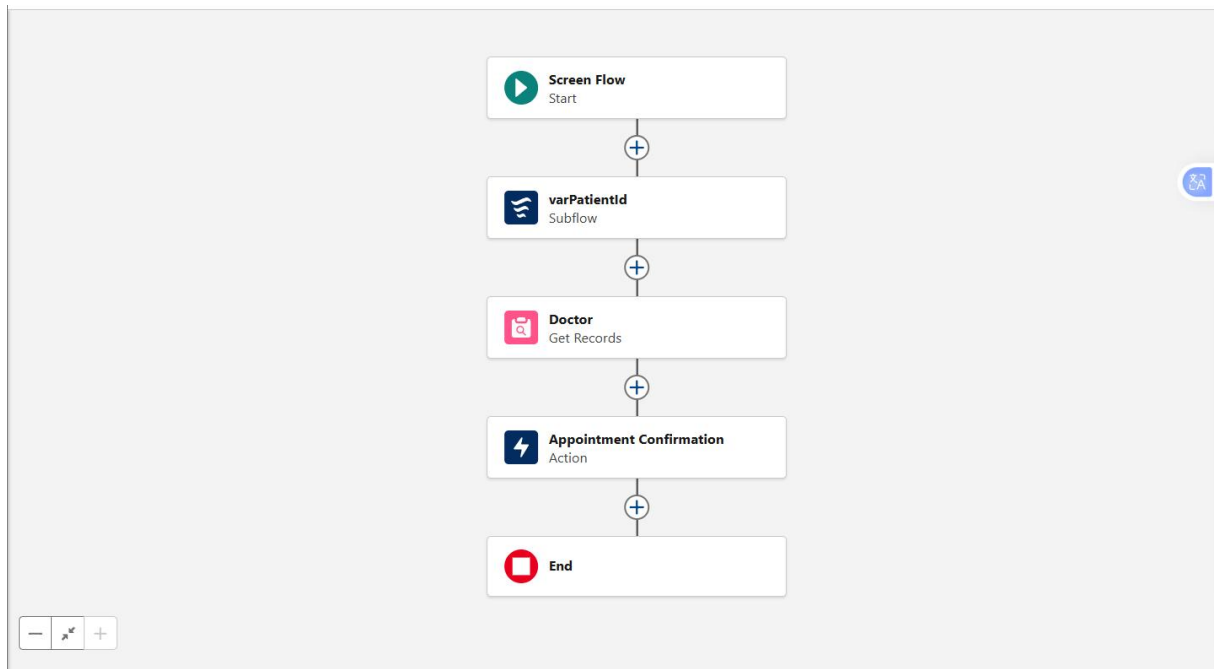 Screen Flow
Start
varPatientId
Subflow
Doctor
Get Records
Appointment Confirmation
Action
End